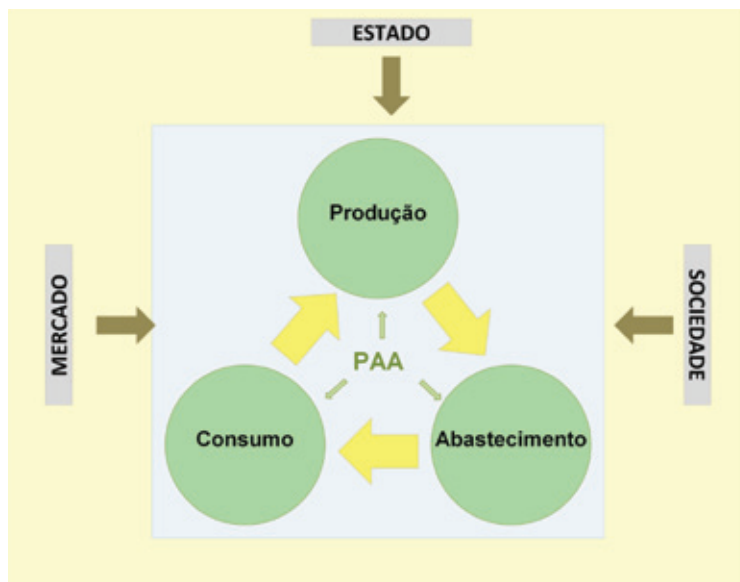 ESTADO
Produção
MERCADO
SOCIEDADE
PAA
Consumo
Abastecimento